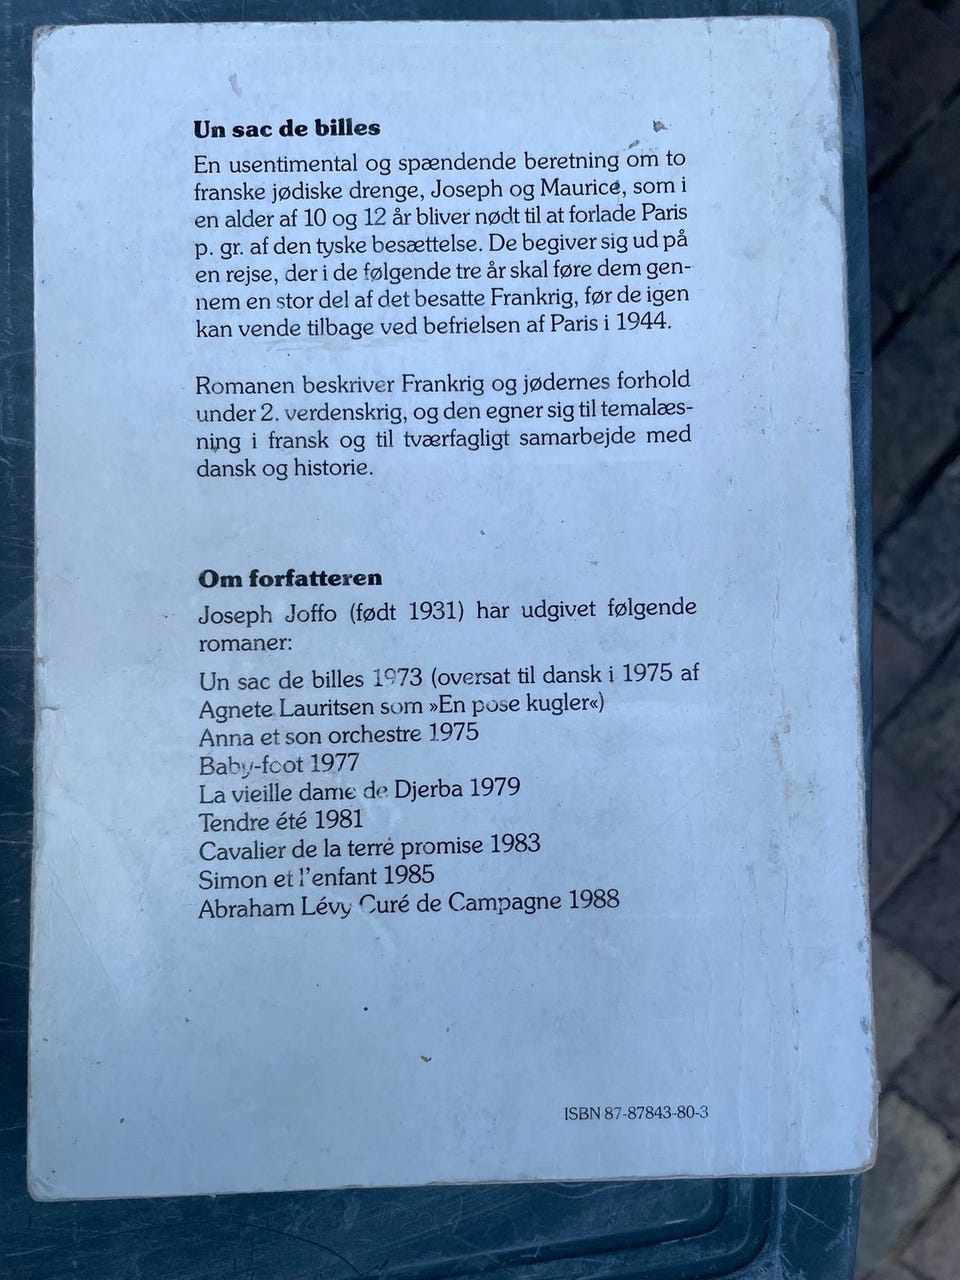 Un sac de billes
En usentimental og spændende beretning om to
franske jødiske drenge, Joseph og Maurice, som i
en alder af 10 og 12 år bliver nødt til at forlade Paris
p. gr. af den tyske besættelse. De begiver sig ud på
en rejse, der i de følgende tre år skal føre dem gen-
nem en stor del af det besatte Frankrig, før de igen
kan vende tilbage ved befrielsen af Paris i 1944.
Romanen beskriver Frankrig og jødernes forhold
under 2. verdenskrig, og den egner sig til temalæs-
ning i fransk og til tværfagligt samarbejde med
dansk og historie.
Om forfatteren
Joseph Joffo (født 1931) har udgivet følgende
romaner:
Un sac de billes 1973 (oversat til dansk i 1975 af
Agnete Lauritsen som »En pose kugler«)
Anna et son orchestre 1975
Baby-foot 1977
La vieille dame de Djerba 1979
Tendre été 1981
Cavalier de la terre promise 1983
Simon et l'enfant 1985
Abraham Lévy Curé de Campagne 1988
ISBN 87-87843-80-3